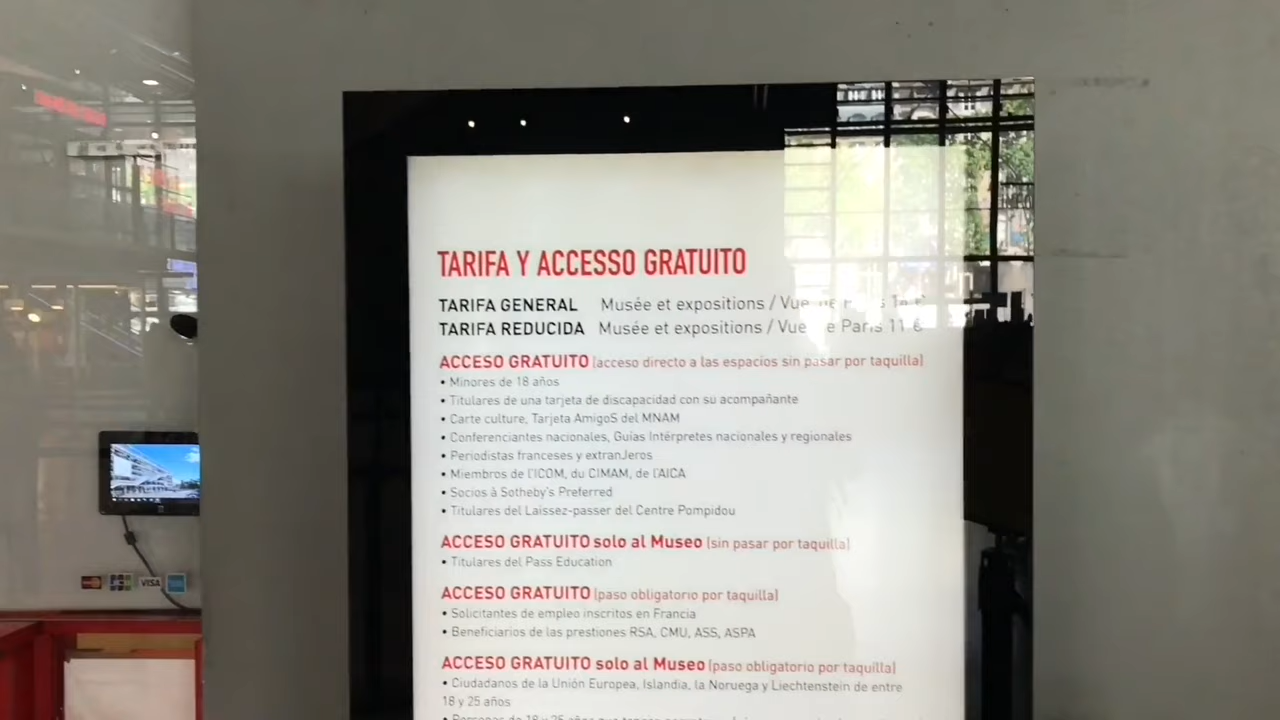 TARIFA Y ACCESSO GRATUITO
TARIFA GENERAL Musée et expositions / Vue de Paris 14 €
TARIFA REDUCIDA Musée et expositions / Vue de Paris 11 €
ACCESO GRATUITO (acceso directo a las espacios sin pasar por taquilla)
• Minores de 18 años
• Titulares de una tarjeta de discapacidad con su acompañante
• Carte culture, Tarjeta AmigoS del MNAM
• Conferenciantes nacionales, Guías Intérpretes nacionales y regionales
• Periodistas franceses y extranJeros
• Miembros de l'ICOM, du CIMAM, de l'AICA
• Socios à Sotheby's Preferred
• Titulares del Laissez-passer del Centre Pompidou
ACCESO GRATUITO solo al Museo (sin pasar por taquilla)
• Titulares del Pass Education
ACCESO GRATUITO (paso obligatorio por taquilla)
• Solicitantes de empleo inscritos en Francia
• Beneficiarios de las prestiones RSA, CMU, ASS, ASPA
ACCESO GRATUITO solo al Museo (paso obligatorio por taquilla)
• Ciudadanos de la Unión Europea, Islandia, la Noruega y Liechtenstein de entre
18 y 25 años
VISA